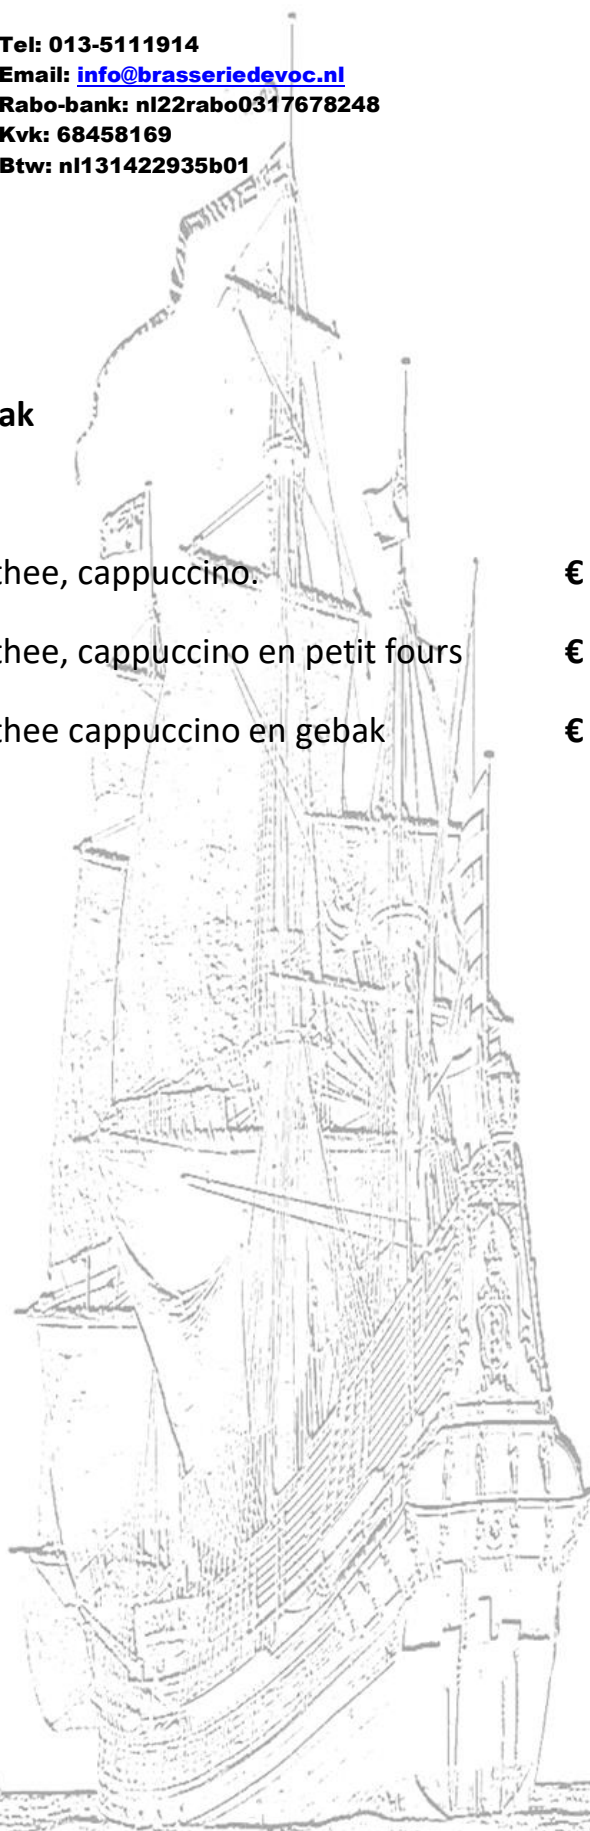 Tel: 013-5111914
Email: info@brasseriedevoc.nl
Rabo-bank: nl22rabo0317678248
Kvk: 68458169
Btw: nl131422935b01
ak
thee, cappuccino. €
thee, cappuccino en petit fours €
thee cappuccino en gebak €